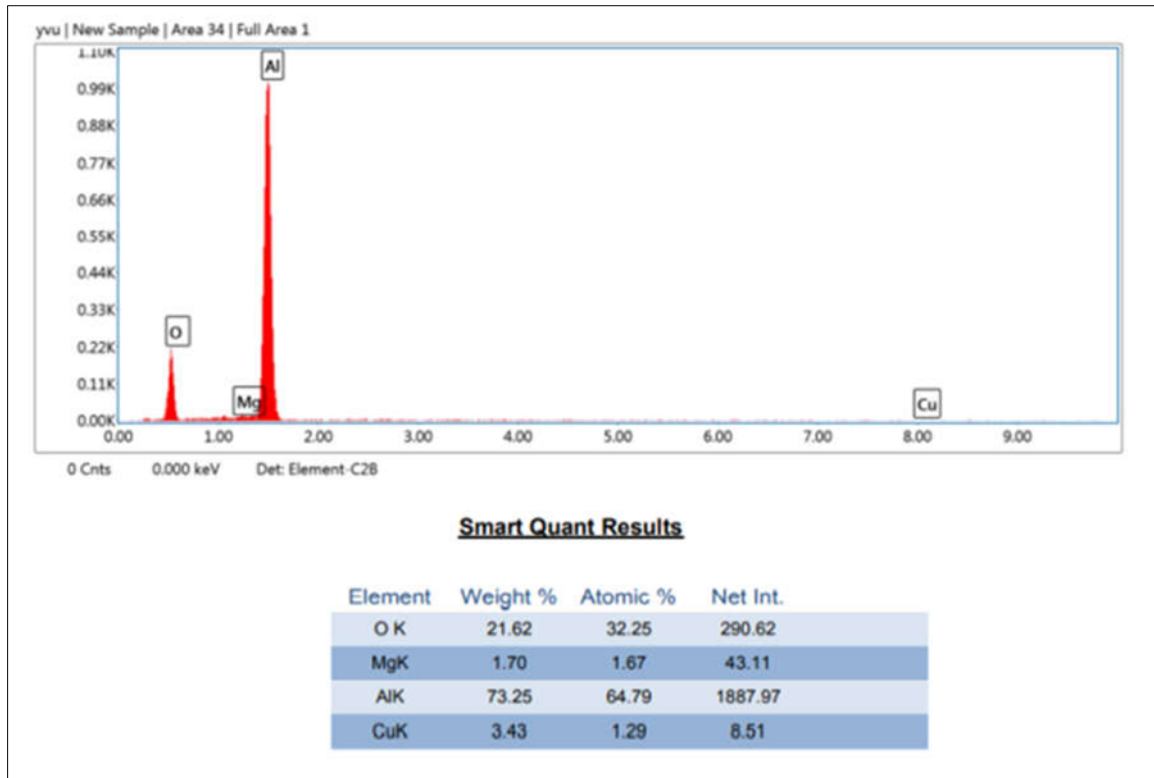 yvu | New Sample | Area 34 | Full Area 1
1.10K
Al
0.99K
0.88K
0.77K
0.66K
0.55K
0.44K
0.33K
O
0.22K
0.11K
Mg
Cu
0.00K
0.00 1.00 2.00 3.00 4.00 5.00 6.00 7.00 8.00 9.00
0 Cnts 0.000 keV Det: Element-C2B
Smart Quant Results
Element Weight % Atomic % Net Int.
O K 21.62 32.25 290.62
MgK 1.70 1.67 43.11
AlK 73.25 64.79 1887.97
CuK 3.43 1.29 8.51